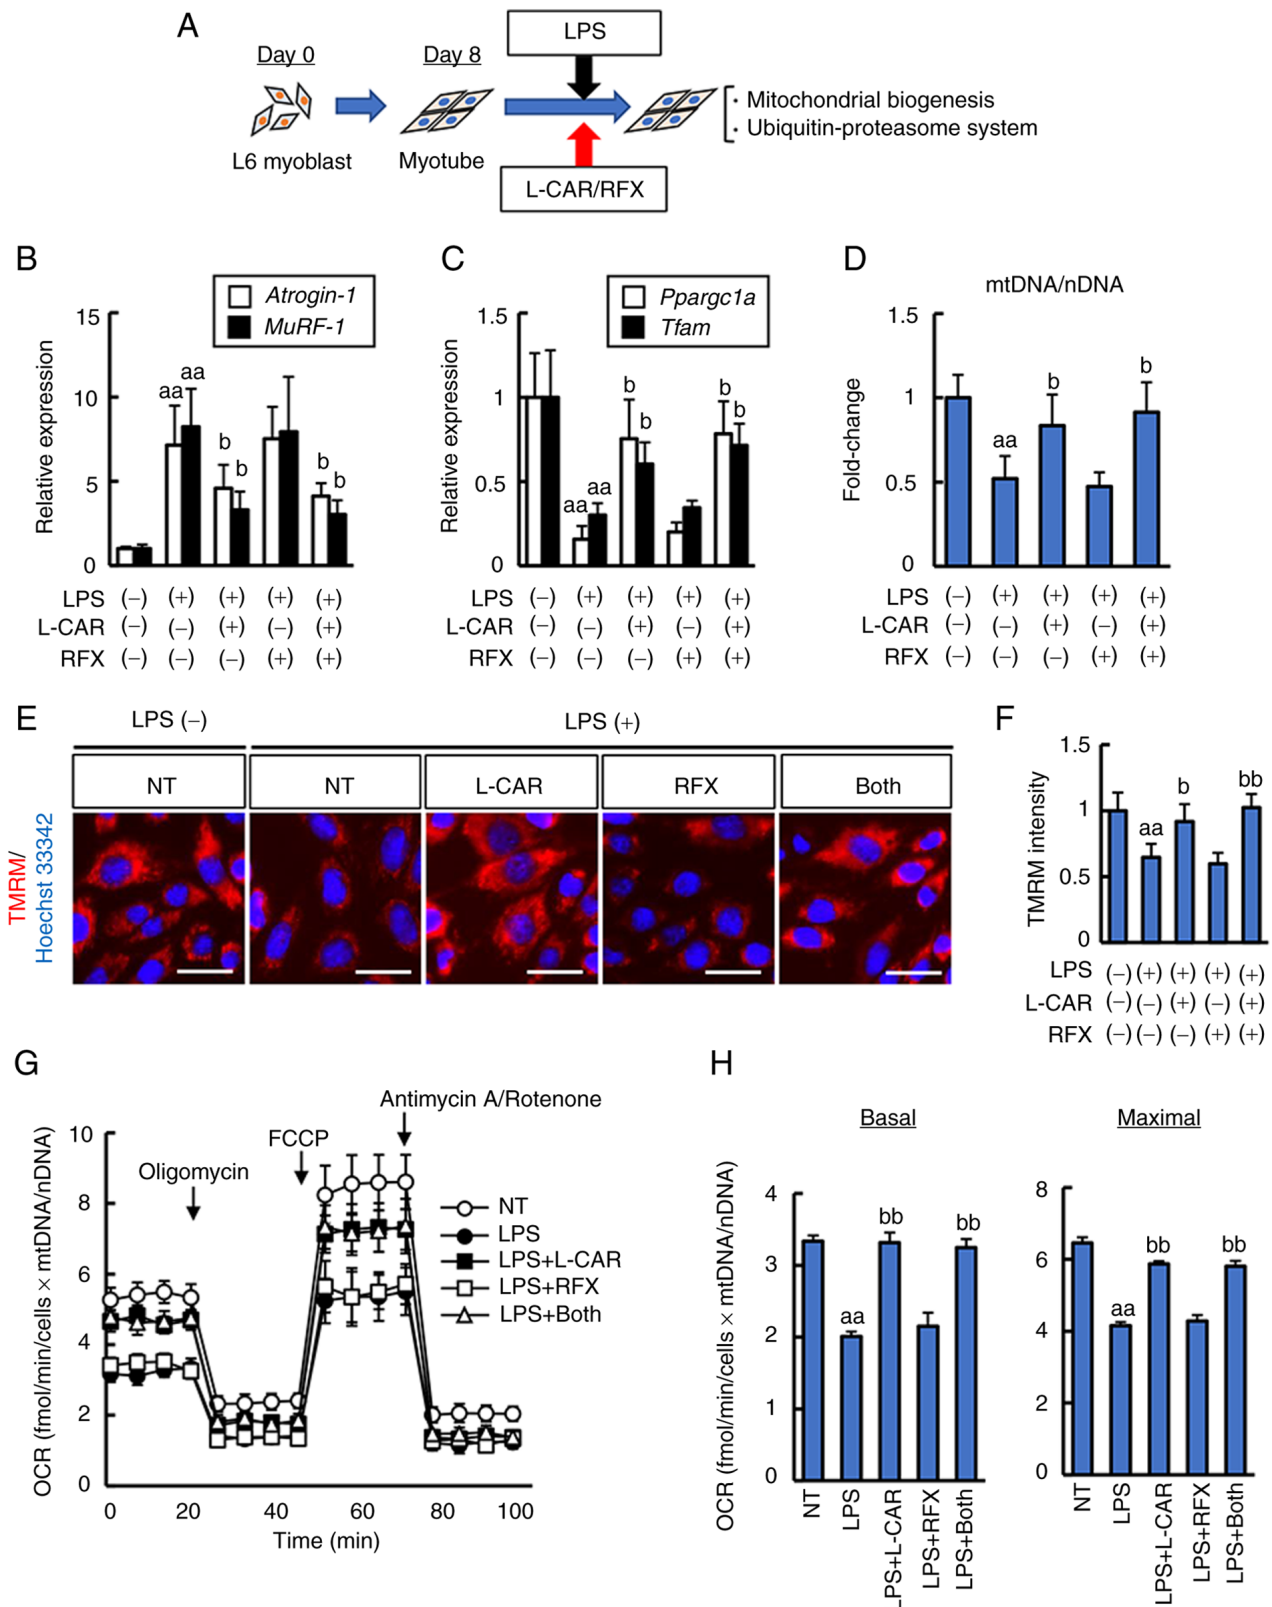 A
Day 0
Day 8
LPS
L6 myoblast
Myotube
L-CAR/RFX
· Mitochondrial biogenesis
· Ubiquitin-proteasome system
B
Atrogin-1
MuRF-1
Relative expression
15
10
5
0
aa aa
b b
b b
LPS (−) (+) (+) (+) (+)
L-CAR (−) (−) (+) (−) (+)
RFX (−) (−) (−) (+) (+)
C
Ppargc1a
Tfam
Relative expression
1.5
1
0.5
0
aa aa
b b
b b
LPS (−) (+) (+) (+) (+)
L-CAR (−) (−) (+) (−) (+)
RFX (−) (−) (−) (+) (+)
D
mtDNA/nDNA
Fold-change
1.5
1
0.5
0
aa b b
LPS (−) (+) (+) (+) (+)
L-CAR (−) (−) (+) (−) (+)
RFX (−) (−) (−) (+) (+)
E
LPS (−)
LPS (+)
NT NT L-CAR RFX Both
TMRM/
Hoechst 33342
F
TMRM intensity
1.5
1
0.5
0
aa b bb
LPS (−) (+) (+) (+) (+)
L-CAR (−) (−) (+) (−) (+)
RFX (−) (−) (−) (+) (+)
G
OCR (fmol/min/cells × mtDNA/nDNA)
10
8
6
4
2
0
Oligomycin
FCCP
Antimycin A/Rotenone
NT
LPS
LPS+L-CAR
LPS+RFX
LPS+Both
0 20 40 60 80 100
Time (min)
H
OCR (fmol/min/cells × mtDNA/nDNA)
Basal
4
3
2
1
0
aa bb bb
NT
LPS
LPS+L-CAR
LPS+RFX
LPS+Both
Maximal
8
6
4
2
0
aa bb bb
NT
LPS
LPS+L-CAR
LPS+RFX
LPS+Both